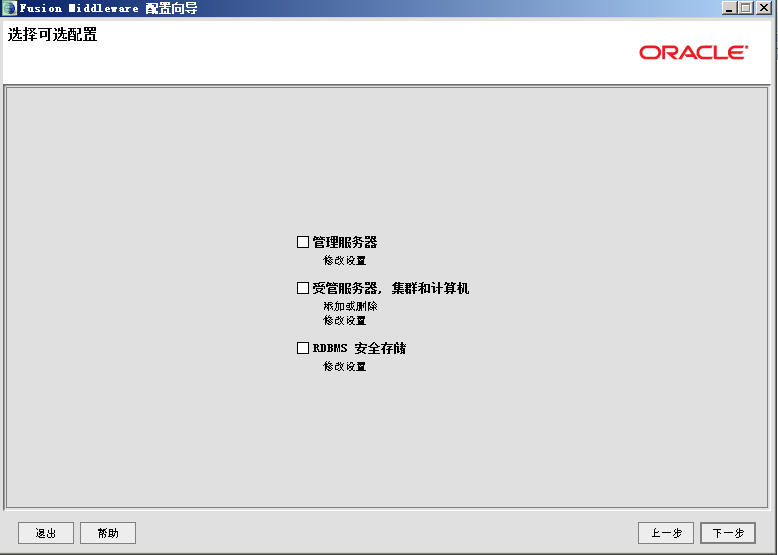 Fusion Middleware 配置向导
选择可选配置
ORACLE
管理服务器
修改设置
受管服务器, 集群和计算机
添加或删除
修改设置
RDBMS 安全存储
修改设置
退出
帮助
上一步
下一步